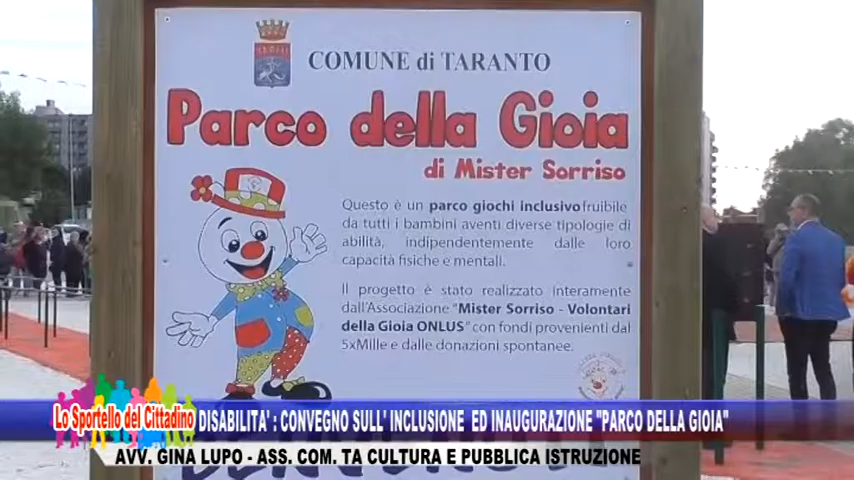 COMUNE di TARANTO
Parco della Gioia
di Mister Sorriso
Questo è un parco giochi inclusivo fruibile
da tutti i bambini aventi diverse tipologie di
abilità, indipendentemente dalle loro
capacità fisiche e mentali.
Il progetto è stato realizzato interamente
dall'Associazione "Mister Sorriso - Volontari
della Gioia ONLUS" con fondi provenienti dal
5xMille e dalle donazioni spontanee.
Lo Sportello del Cittadino
DISABILITA' : CONVEGNO SULL' INCLUSIONE ED INAUGURAZIONE "PARCO DELLA GIOIA"
AVV. GINA LUPO - ASS. COM. TA CULTURA E PUBBLICA ISTRUZIONE